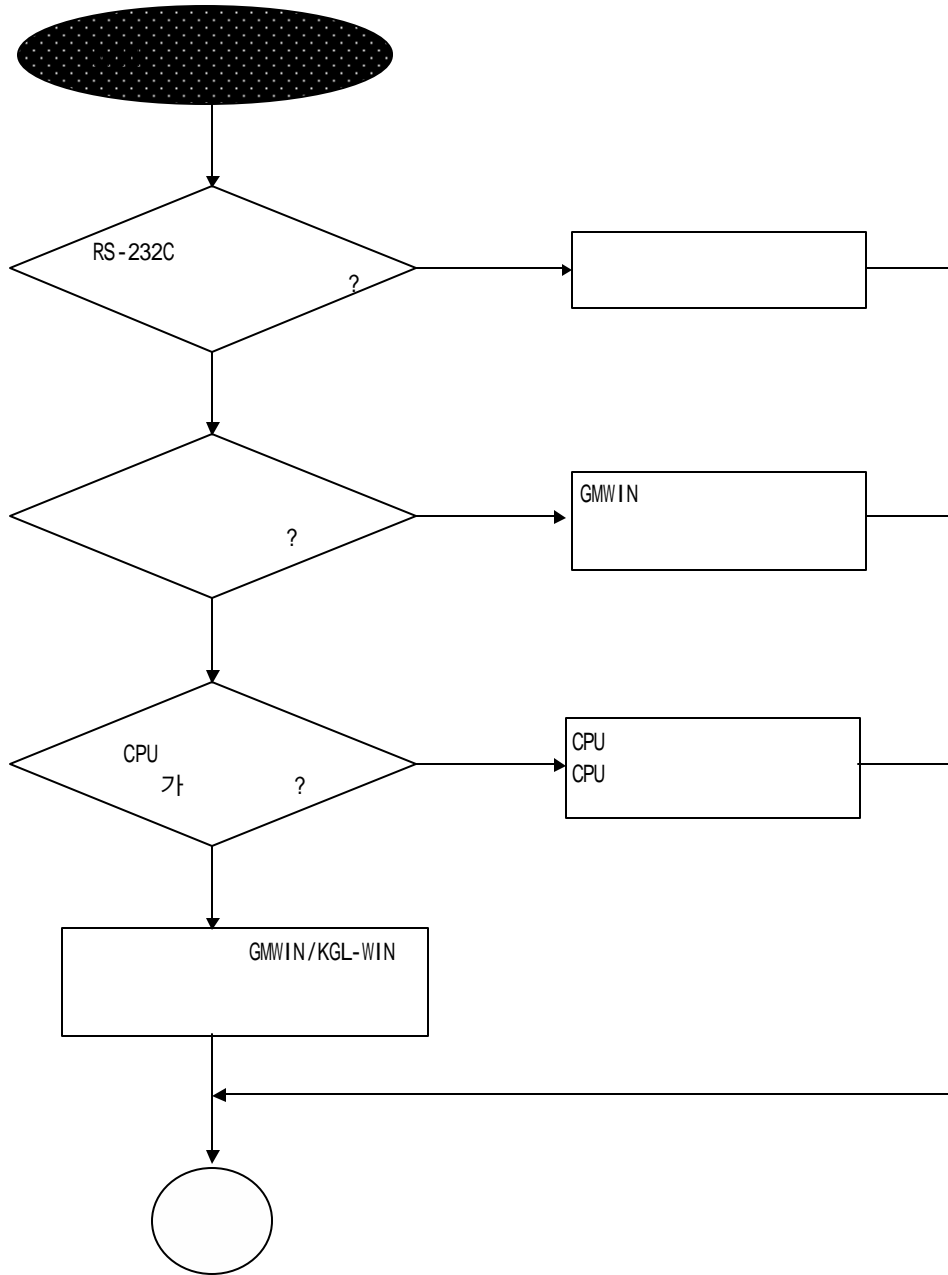 RS-232C
?
?
GMWIN
CPU
가 ?
CPU
CPU
GMWIN/KGL-WIN